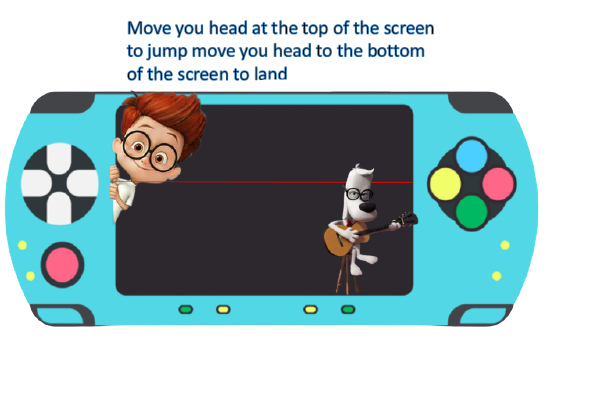 Move you head at the top of the screen
to jump move you head to the bottom
of the screen to land